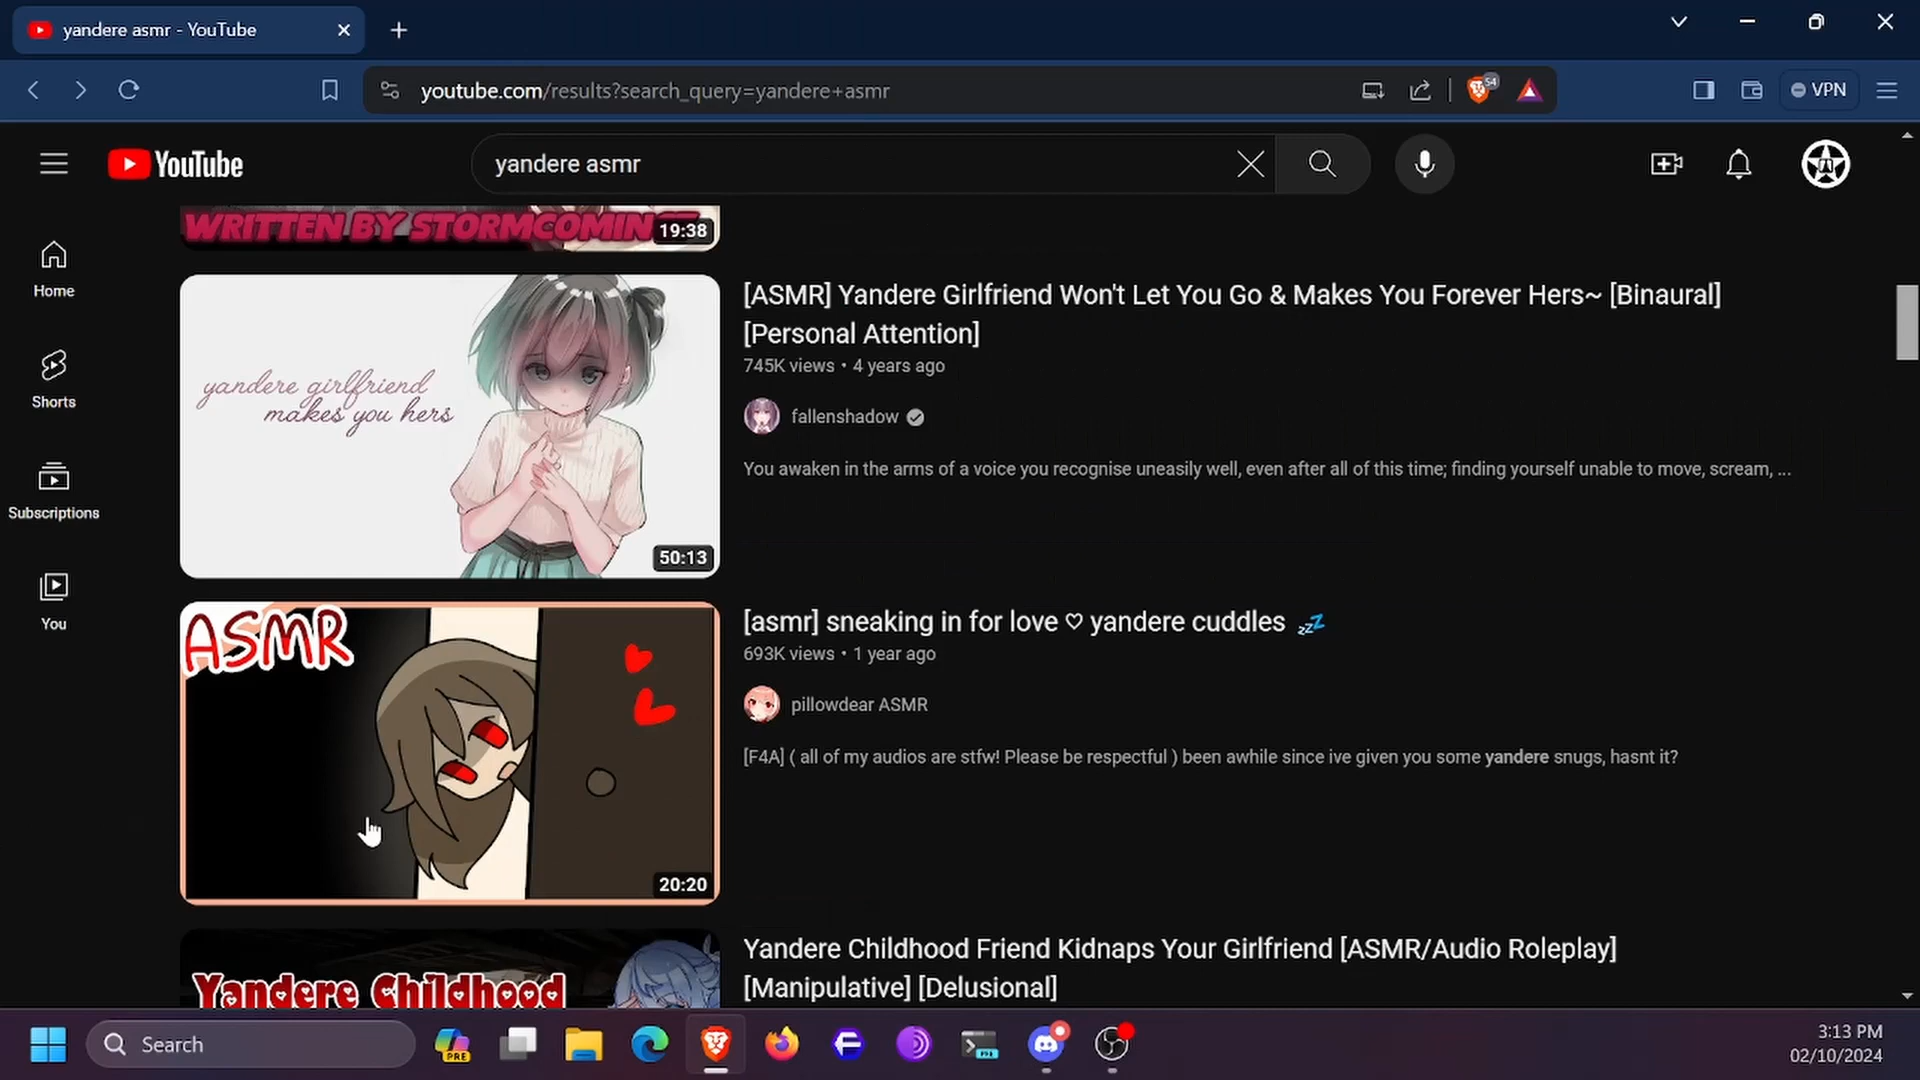 yandere asmr - YouTube
youtube.com/results?search_query=yandere+asmr
54
VPN
YouTube
yandere asmr
Home
Shorts
Subscriptions
You
WRITTEN BY STORMCOMIN
19:38
yandere girlfriend
makes you hers
50:13
[ASMR] Yandere Girlfriend Won't Let You Go & Makes You Forever Hers~ [Binaural]
[Personal Attention]
745K views • 4 years ago
fallenshadow
You awaken in the arms of a voice you recognise uneasily well, even after all of this time; finding yourself unable to move, scream, ...
ASMR
20:20
[asmr] sneaking in for love ♡ yandere cuddles 💤
693K views • 1 year ago
pillowdear ASMR
[F4A] ( all of my audios are stfw! Please be respectful ) been awhile since ive given you some yandere snugs, hasnt it?
Yandere Childhood
Yandere Childhood Friend Kidnaps Your Girlfriend [ASMR/Audio Roleplay]
[Manipulative] [Delusional]
Search
PRE
3:13 PM
02/10/2024